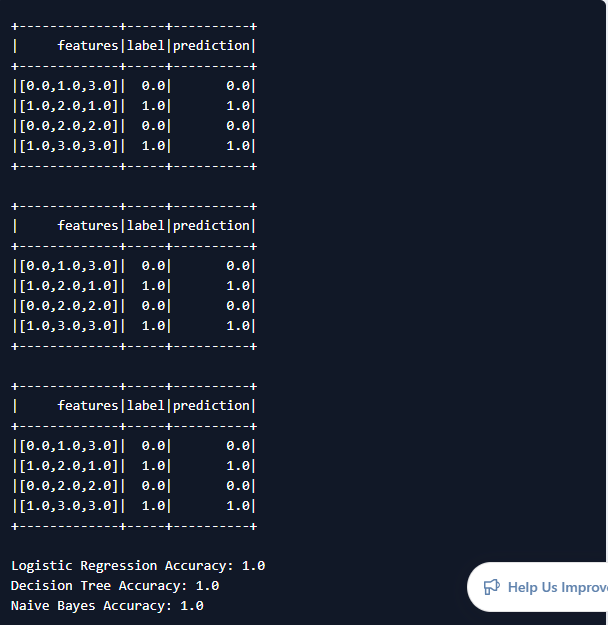 +-------------+-----+----------+
|     features|label|prediction|
+-------------+-----+----------+
|[0.0,1.0,3.0]|  0.0|       0.0|
|[1.0,2.0,1.0]|  1.0|       1.0|
|[0.0,2.0,2.0]|  0.0|       0.0|
|[1.0,3.0,3.0]|  1.0|       1.0|
+-------------+-----+----------+
+-------------+-----+----------+
|     features|label|prediction|
+-------------+-----+----------+
|[0.0,1.0,3.0]|  0.0|       0.0|
|[1.0,2.0,1.0]|  1.0|       1.0|
|[0.0,2.0,2.0]|  0.0|       0.0|
|[1.0,3.0,3.0]|  1.0|       1.0|
+-------------+-----+----------+
+-------------+-----+----------+
|     features|label|prediction|
+-------------+-----+----------+
|[0.0,1.0,3.0]|  0.0|       0.0|
|[1.0,2.0,1.0]|  1.0|       1.0|
|[0.0,2.0,2.0]|  0.0|       0.0|
|[1.0,3.0,3.0]|  1.0|       1.0|
+-------------+-----+----------+
Logistic Regression Accuracy: 1.0
Decision Tree Accuracy: 1.0
Naive Bayes Accuracy: 1.0
Help Us Improv